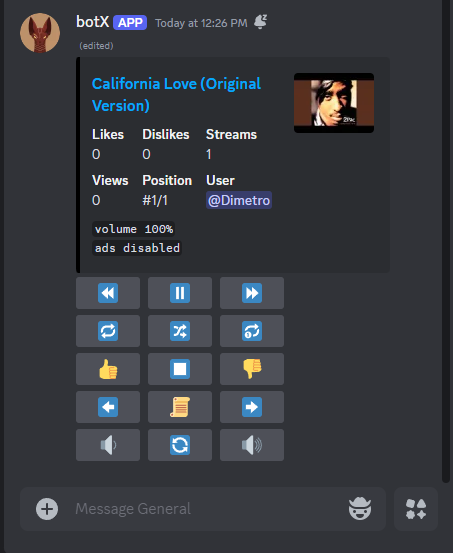 botX APP Today at 12:26 PM
(edited)
California Love (Original
Version)
Likes Dislikes Streams
0 0 1
Views Position User
0 #1/1 @Dimetro
volume 100%
ads disabled
2PAC
Message General